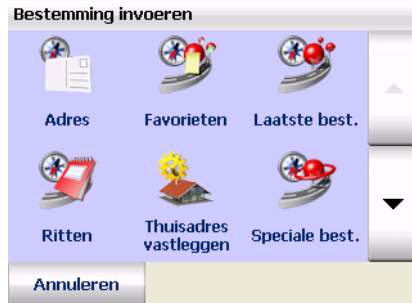 Bestemming invoeren
Adres
Favorieten
Laatste best.
Ritten
Thuisadres
vastleggen
Speciale best.
Annuleren